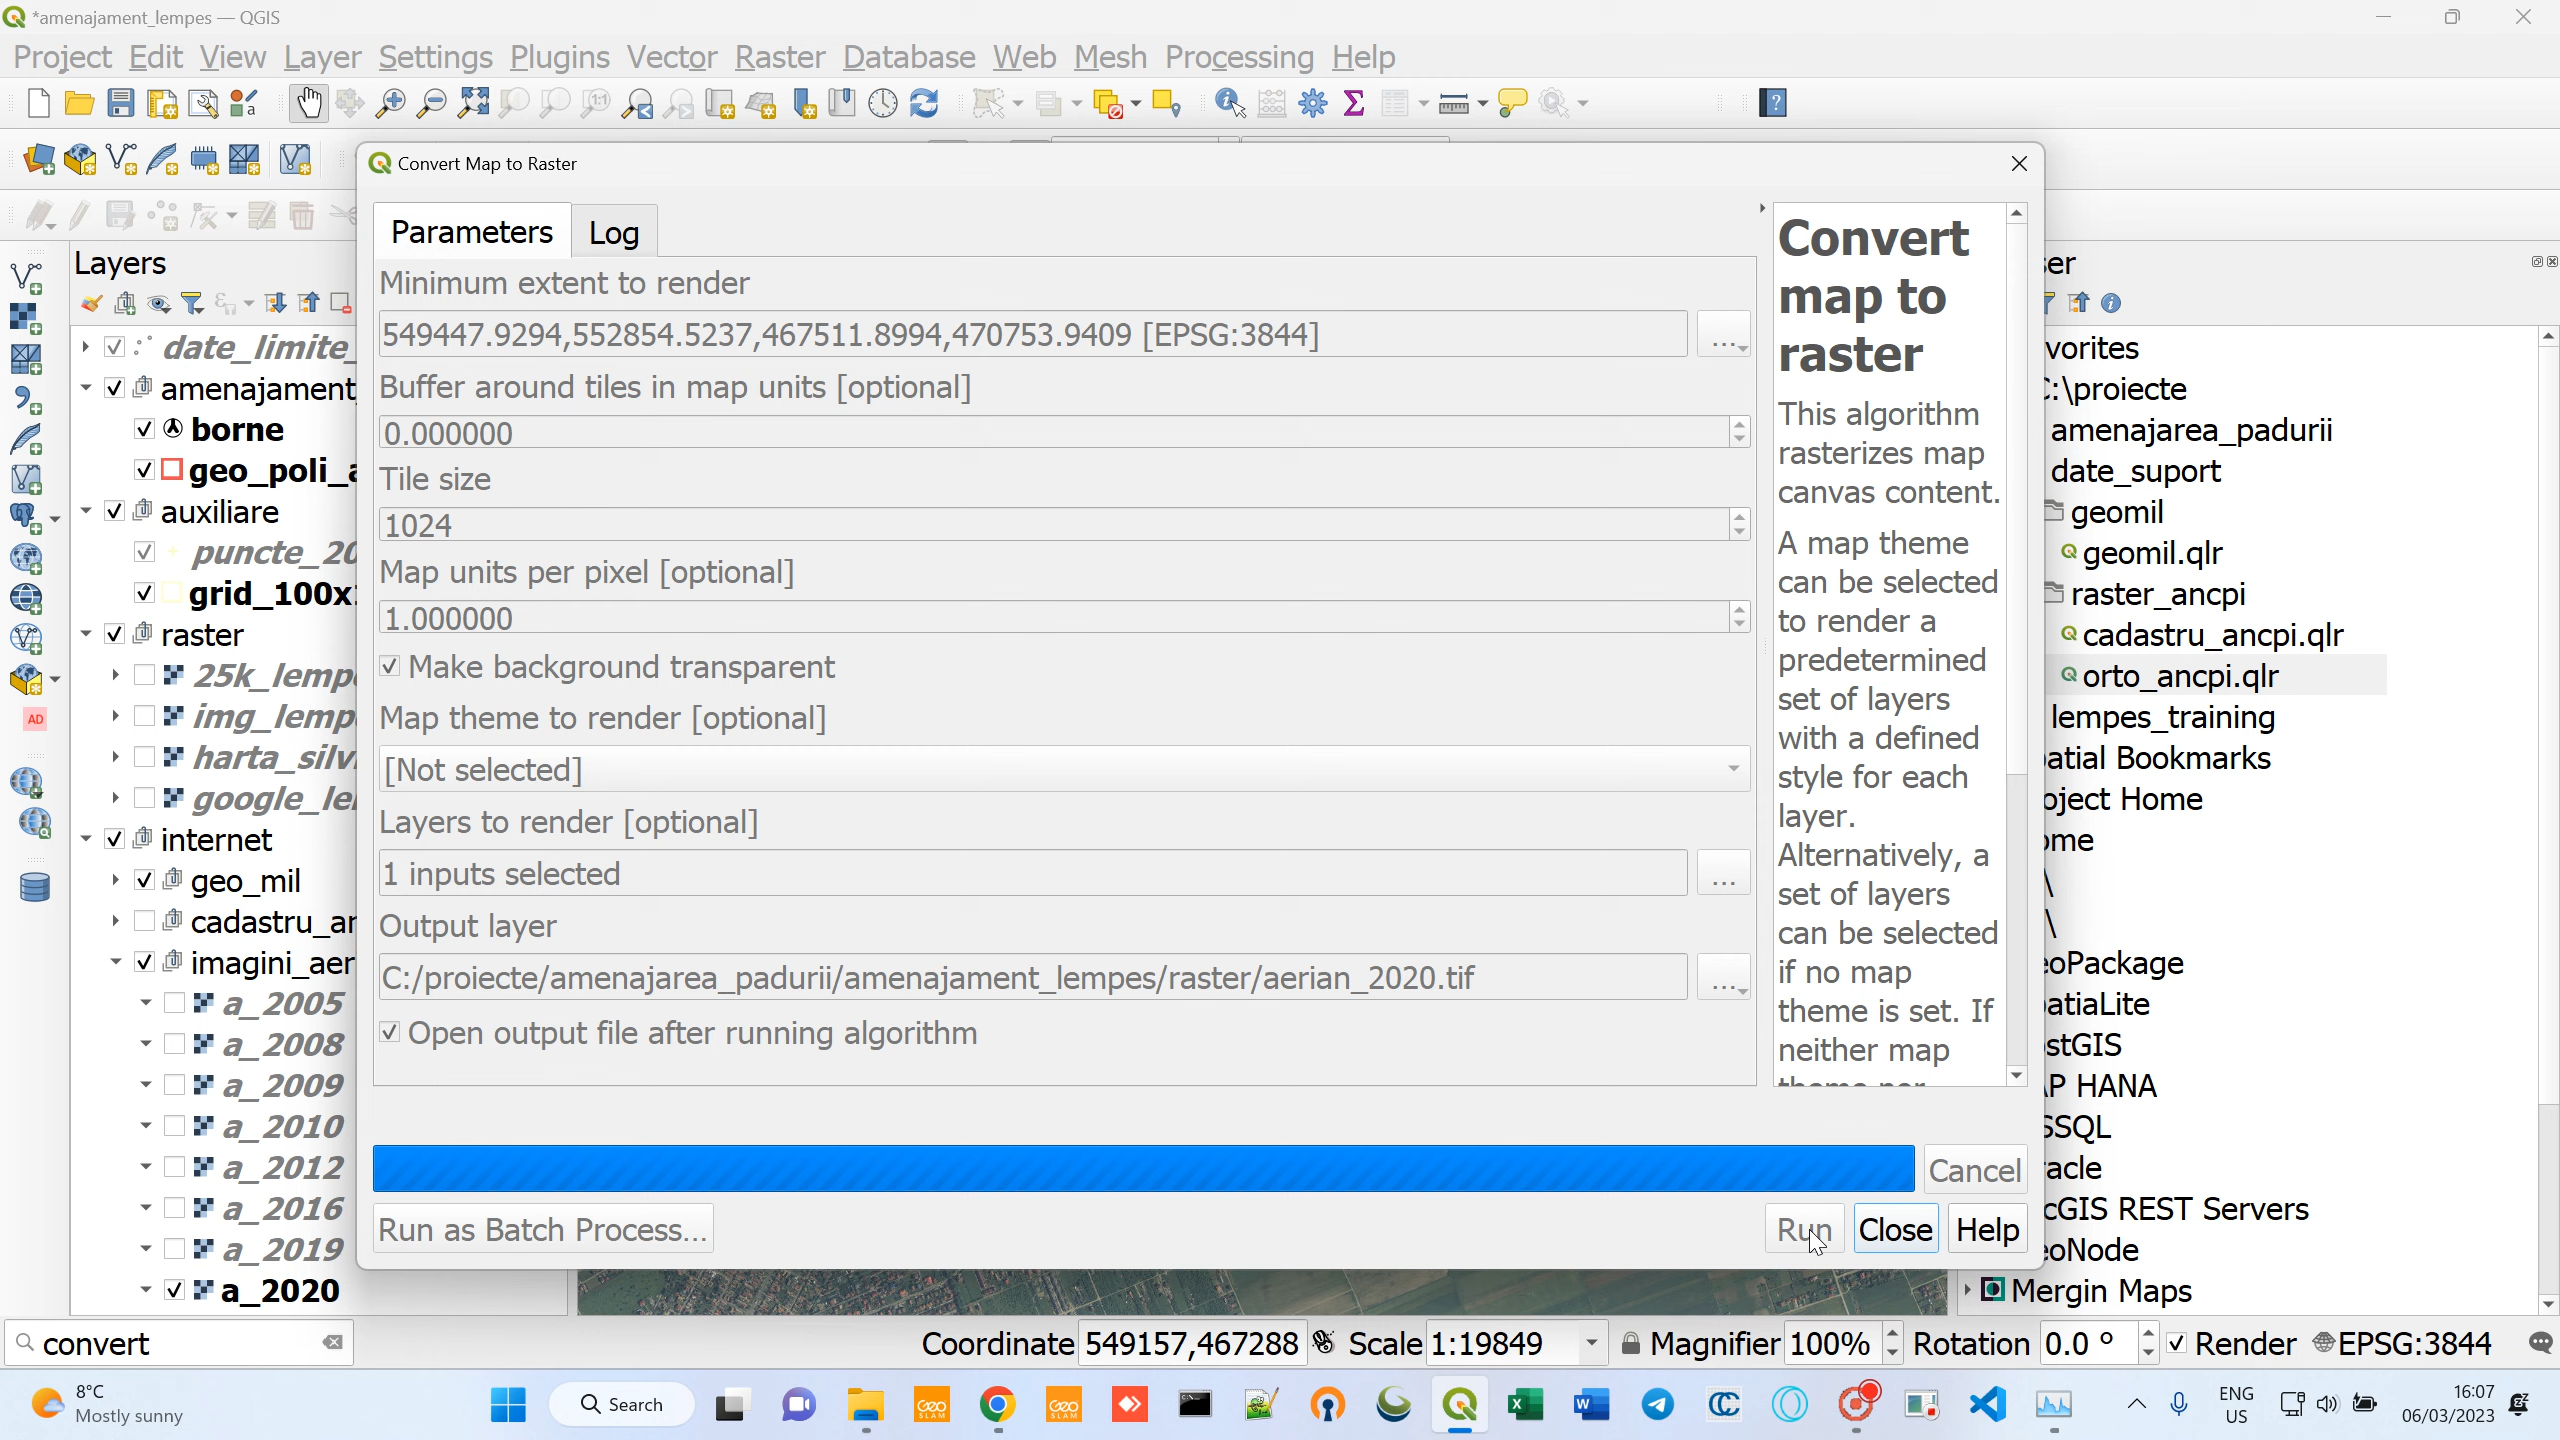 *amenajament_lempes — QGIS
Project Edit View Layer Settings Plugins Vector Raster Database Web Mesh Processing Help
Convert Map to Raster
Parameters Log
Minimum extent to render
549447.9294,552854.5237,467511.8994,470753.9409 [EPSG:3844]
...
Buffer around tiles in map units [optional]
0.000000
Tile size
1024
Map units per pixel [optional]
1.000000
Make background transparent
Map theme to render [optional]
[Not selected]
Layers to render [optional]
1 inputs selected
...
Output layer
C:/proiecte/amenajarea_padurii/amenajament_lempes/raster/aerian_2020.tif
...
Open output file after running algorithm
Cancel
Run as Batch Process...
Run Close Help
Convert
map to
raster
This algorithm
rasterizes map
canvas content.
A map theme
can be selected
to render a
predetermined
set of layers
with a defined
style for each
layer.
Alternatively, a
set of layers
can be selected
if no map
theme is set. If
neither map
Layers
date_limite_
amenajament
borne
geo_poli_a
auxiliare
puncte_20
grid_100x
raster
25k_lemp
img_lemp
harta_silv
google_le
internet
geo_mil
cadastru_an
imagini_aer
a_2005
a_2008
a_2009
a_2010
a_2012
a_2016
a_2019
a_2020
AD
ser
vorites
C:\proiecte
amenajarea_padurii
date_suport
geomil
geomil.qlr
raster_ancpi
cadastru_ancpi.qlr
orto_ancpi.qlr
lempes_training
atial Bookmarks
oject Home
ome
\
\
oPackage
atiaLite
stGIS
AP HANA
SSQL
acle
cGIS REST Servers
oNode
Mergin Maps
convert
Coordinate 549157,467288 Scale 1:19849 Magnifier 100% Rotation 0.0 ° Render EPSG:3844
8°C
Mostly sunny
Search
GEO
SLAM
GEO
SLAM
ENG
US
16:07
06/03/2023